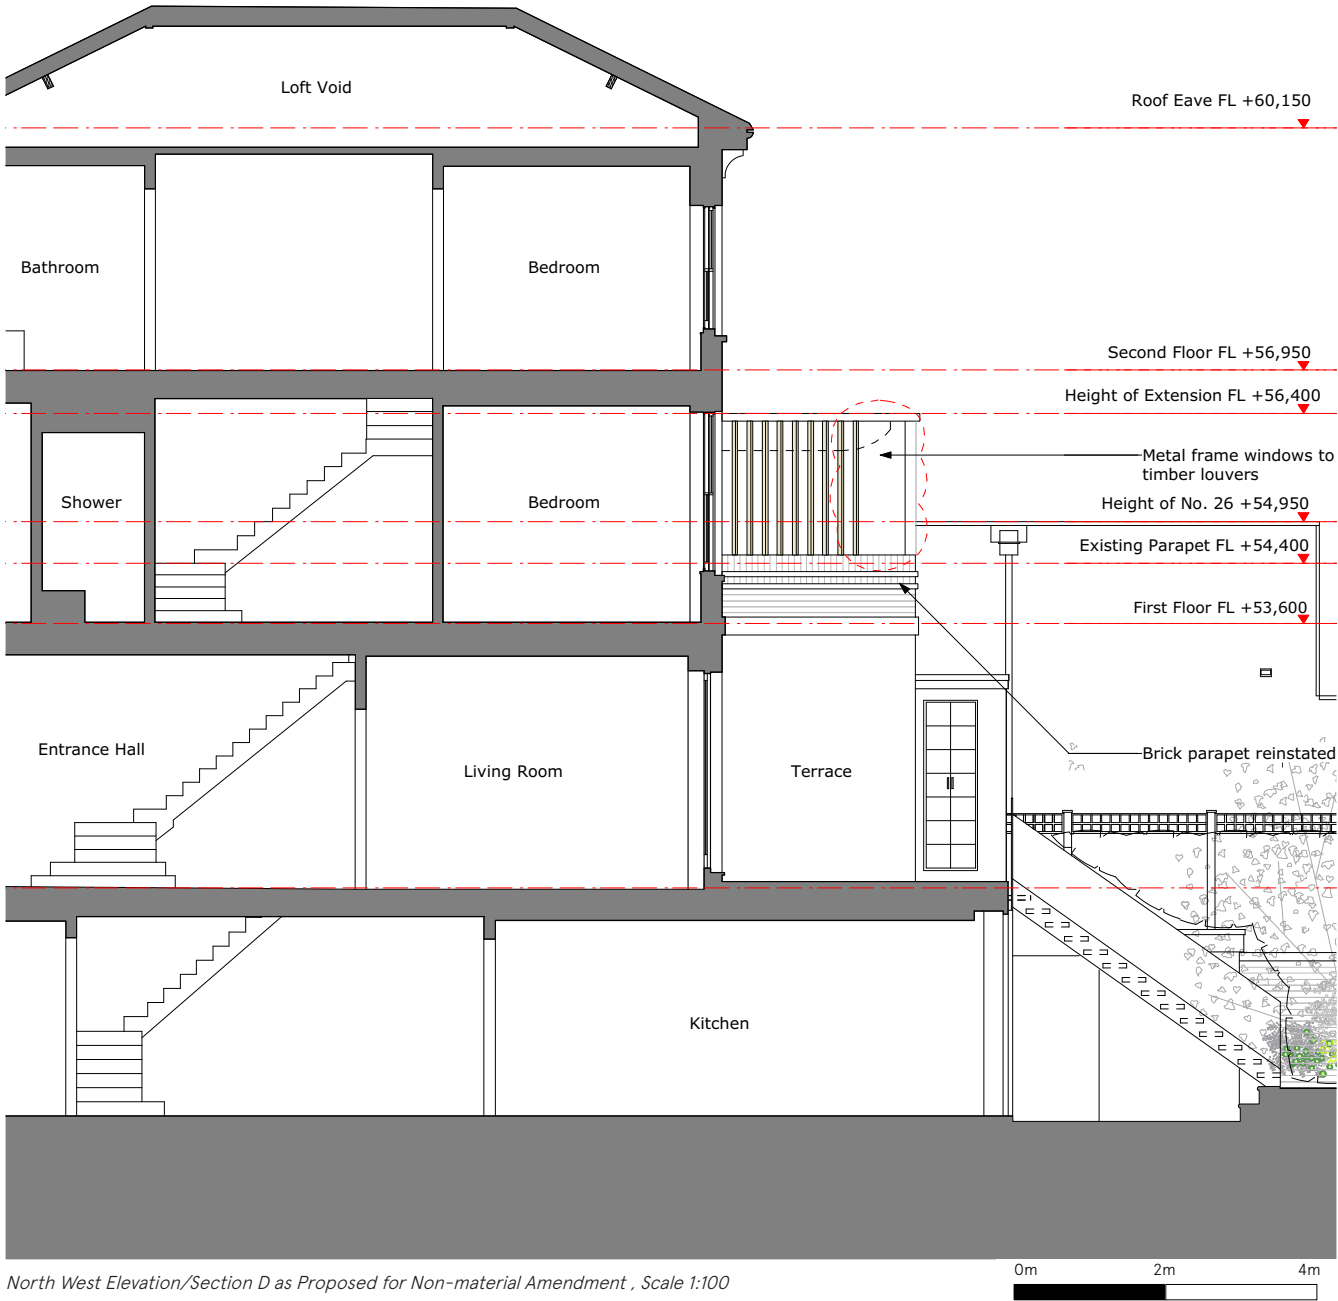 Loft Void
Roof Eave FL +60,150
Bathroom
Bedroom
Second Floor FL +56,950
Height of Extension FL +56,400
Metal frame windows to
timber louvers
Shower
Bedroom
Height of No. 26 +54,950
Existing Parapet FL +54,400
First Floor FL +53,600
Entrance Hall
Living Room
Terrace
Brick parapet reinstated
Kitchen
North West Elevation/Section D as Proposed for Non-material Amendment , Scale 1:100
0m 2m 4m